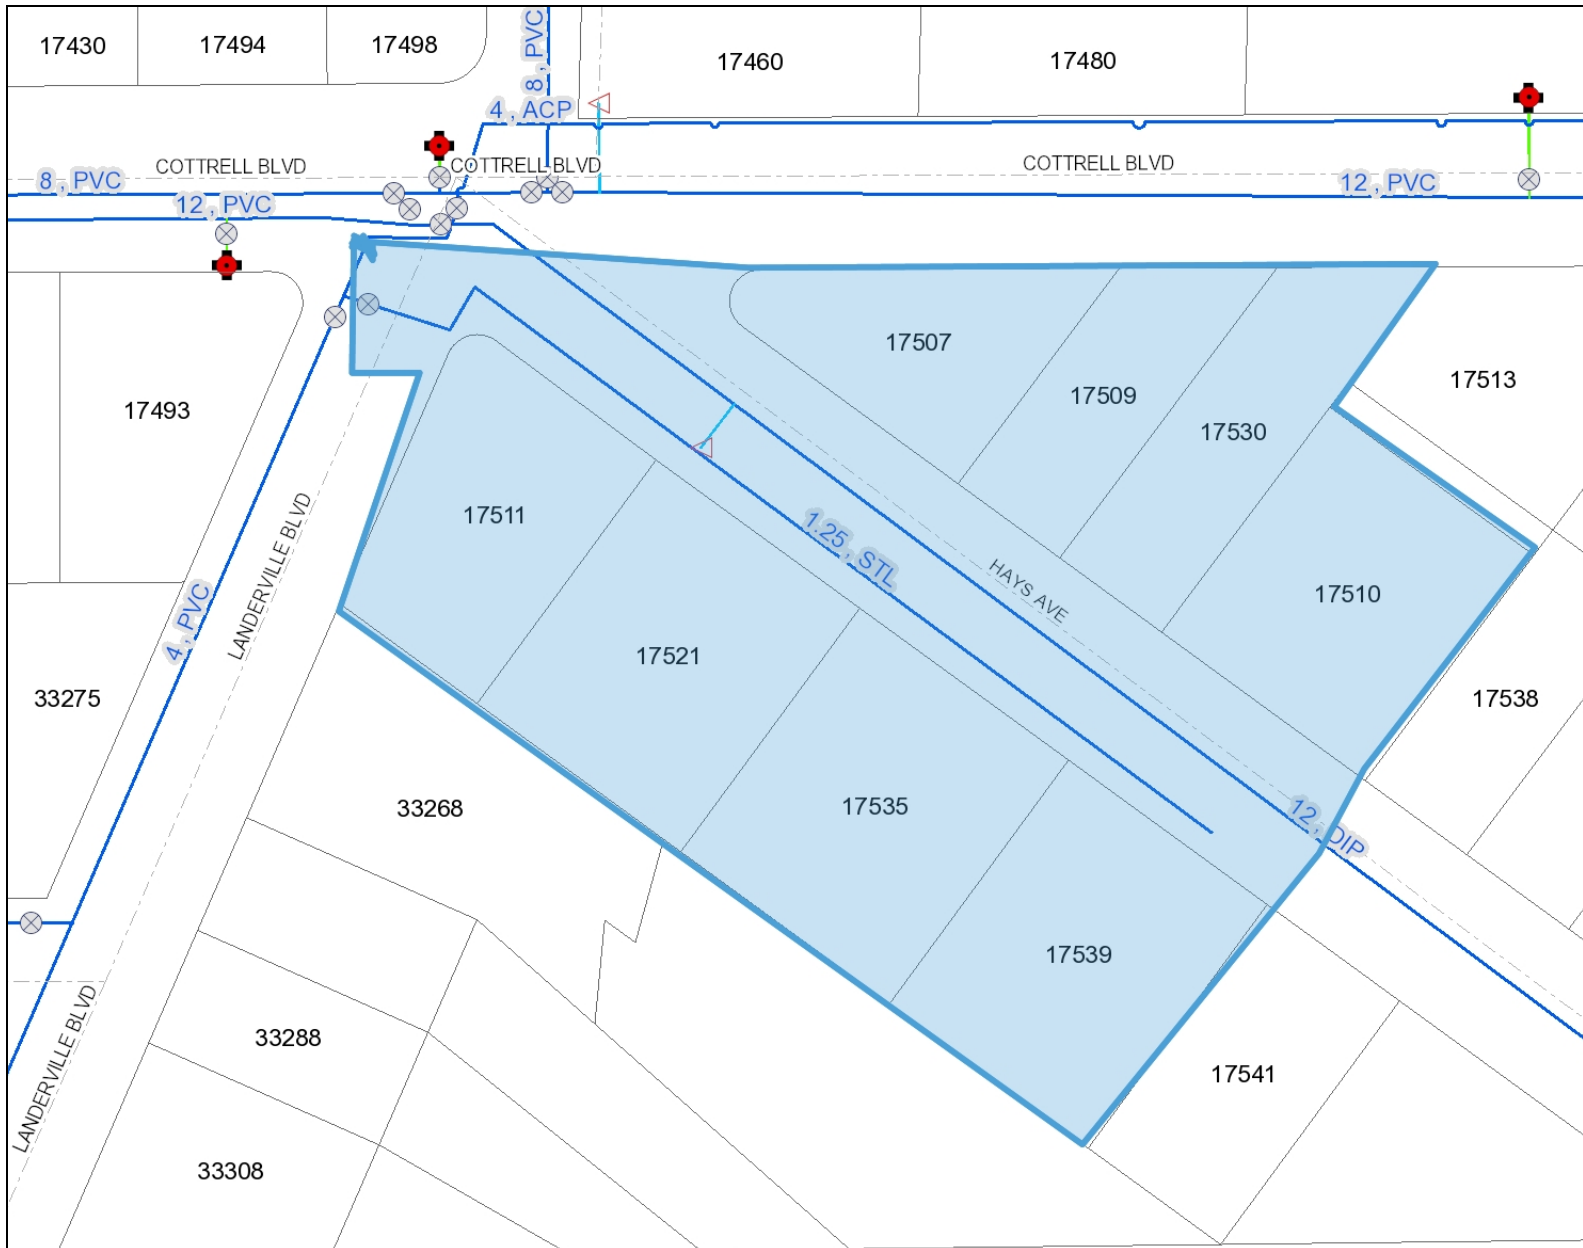 17430
17494
17498
8 , PVC
17460
17480
4 , ACP
COTTRELL BLVD
COTTRELL BLVD
COTTRELL BLVD
8 , PVC
12 , PVC
12 , PVC
17507
17513
17509
17493
17530
17511
1.25 , STL
HAYS AVE
17510
LANDERVILLE BLVD
4 , PVC
17521
33275
17538
33268
17535
12 , DIP
17539
LANDERVILLE BLVD
33288
17541
33308